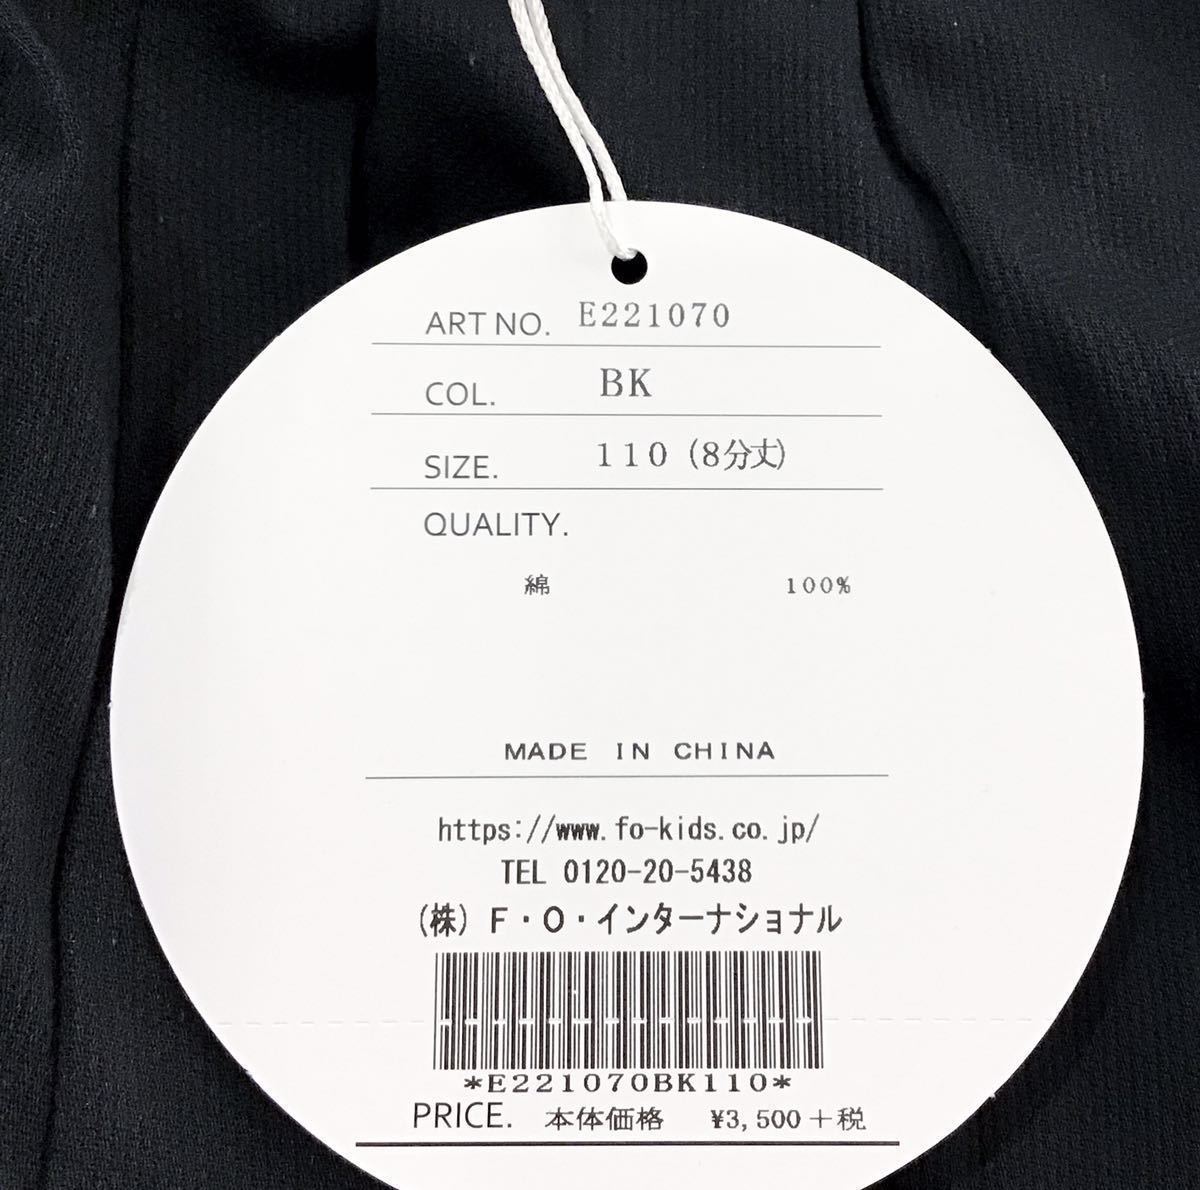 ART NO. E221070
COL. BK
SIZE. 110 (8分丈)
QUALITY.
綿 100%
MADE IN CHINA
https://www.fo-kids.co.jp/
TEL 0120-20-5438
(株) F・O・インターナショナル
*E221070BK110*
PRICE. 本体価格 ¥3,500+税